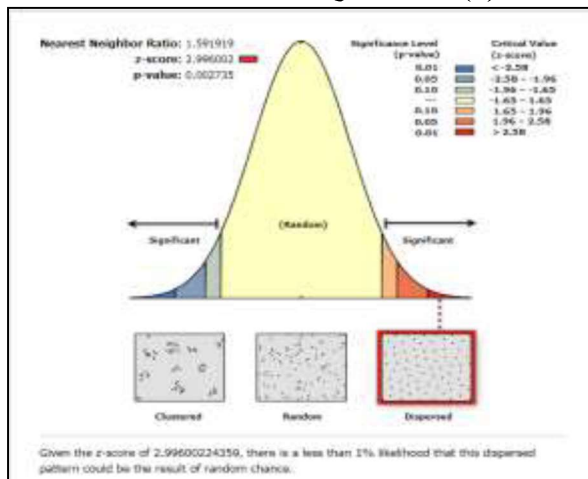 Nearest Neighbor Ratio: 1.591919
z-score: 2.996002
p-value: 0.002735
Significance Level (p-value)
Critical Value (z-score)
0.01 < -2.58
0.05 -2.58 - -1.96
0.10 -1.96 - -1.65
--- -1.65 - 1.65
0.10 1.65 - 1.96
0.05 1.96 - 2.58
0.01 > 2.58
Significant
(Random)
Significant
Clustered
Random
Dispersed
Given the z-score of 2.99600224359, there is a less than 1% likelihood that this dispersed
pattern could be the result of random chance.